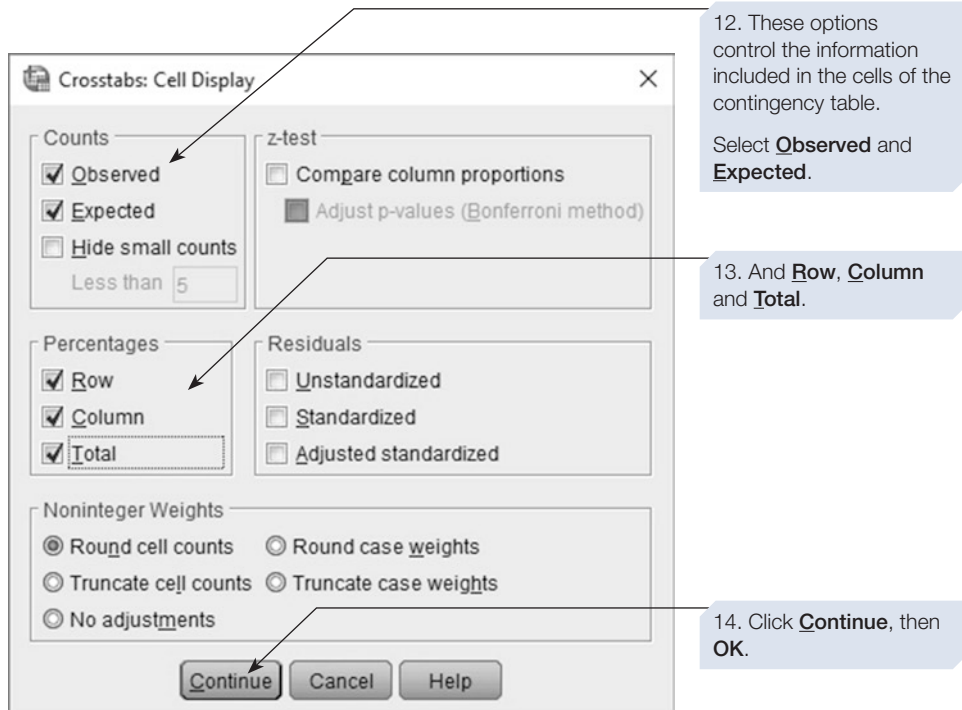 12. These options
control the information
included in the cells of the
contingency table.
Select Observed and
Expected.
Crosstabs: Cell Display
Counts
Observed
Expected
Hide small counts
Less than 5
z-test
Compare column proportions
Adjust p-values (Bonferroni method)
13. And Row, Column
and Total.
Percentages
Row
Column
Total
Residuals
Unstandardized
Standardized
Adjusted standardized
Noninteger Weights
Round cell counts
Round case weights
Truncate cell counts
Truncate case weights
No adjustments
14. Click Continue, then
OK.
Continue
Cancel
Help